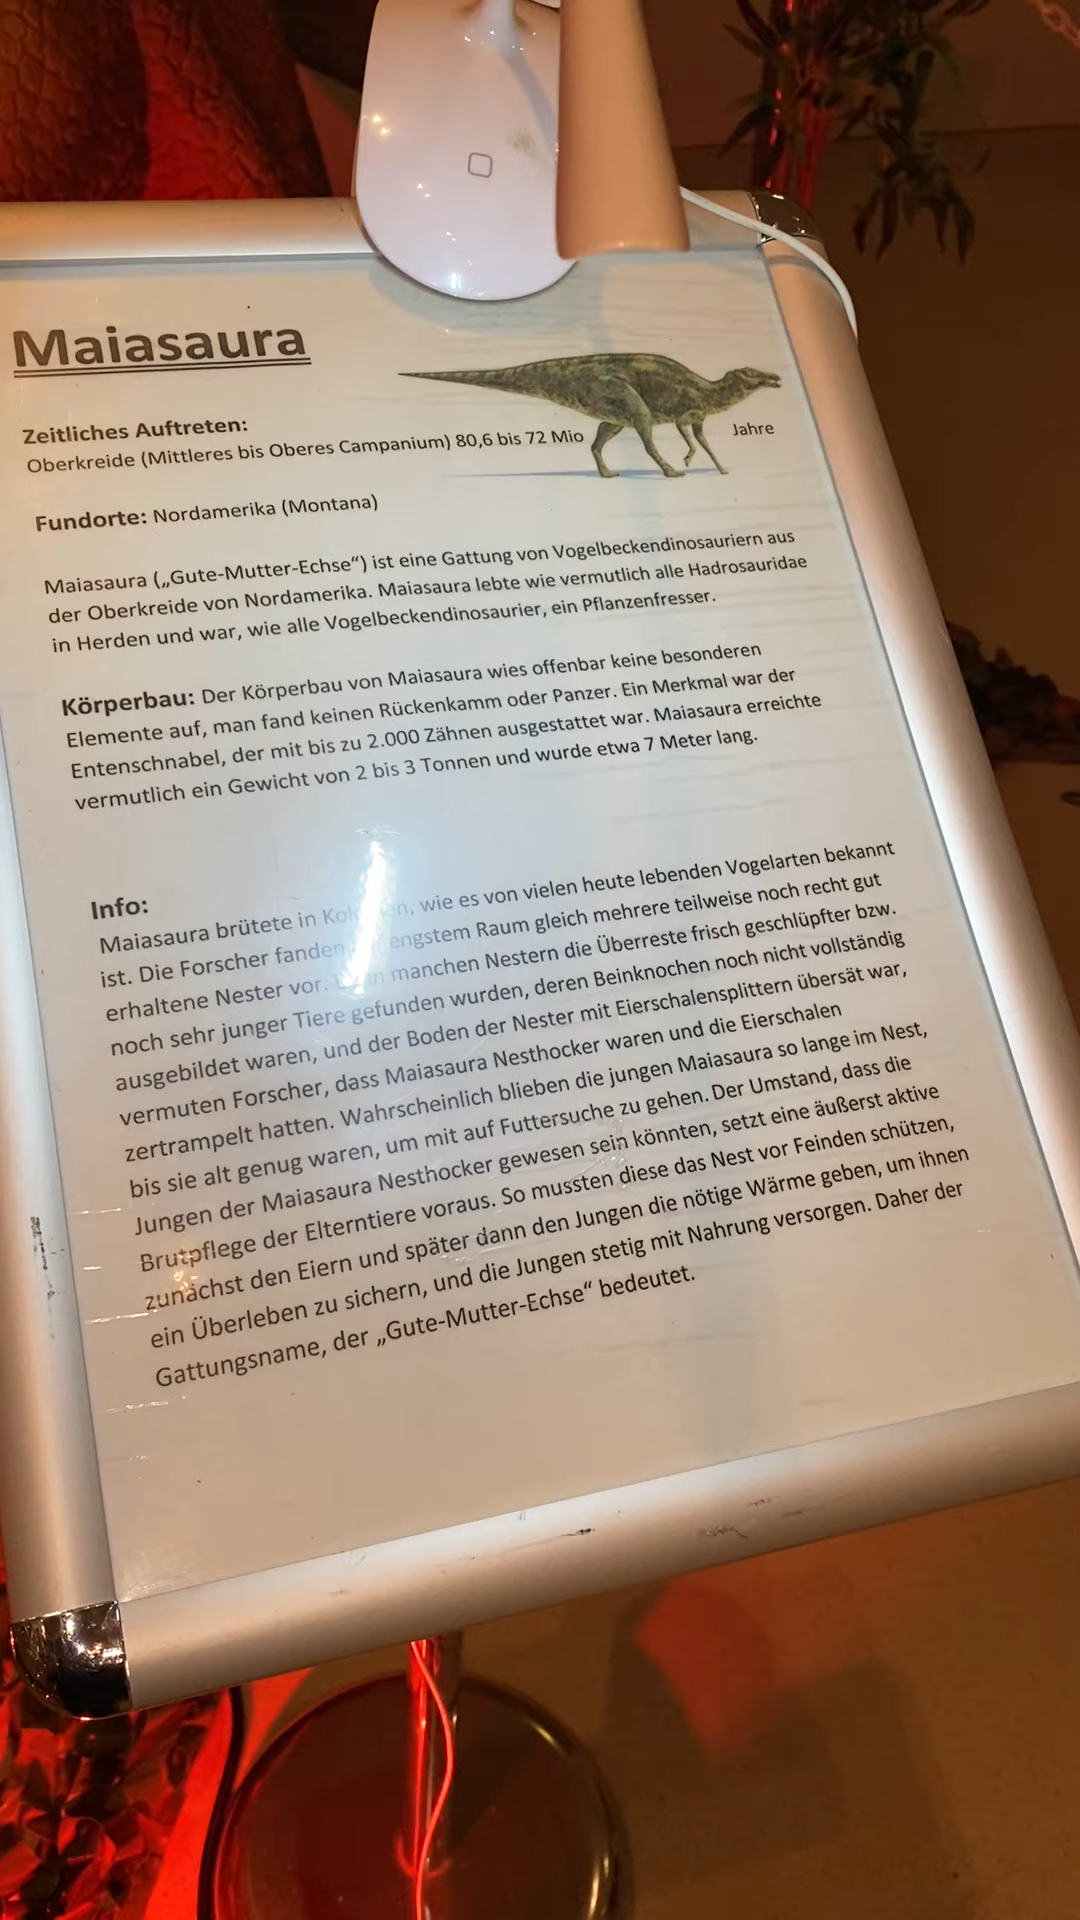 Maiasaura
Zeitliches Auftreten:
Oberkreide (Mittleres bis Oberes Campanium) 80,6 bis 72 Mio Jahre
Fundorte: Nordamerika (Montana)
Maiasaura („Gute-Mutter-Echse“) ist eine Gattung von Vogelbeckendinosauriern aus
der Oberkreide von Nordamerika. Maiasaura lebte wie vermutlich alle Hadrosauridae
in Herden und war, wie alle Vogelbeckendinosaurier, ein Pflanzenfresser.
Körperbau: Der Körperbau von Maiasaura wies offenbar keine besonderen
Elemente auf, man fand keinen Rückenkamm oder Panzer. Ein Merkmal war der
Entenschnabel, der mit bis zu 2.000 Zähnen ausgestattet war. Maiasaura erreichte
vermutlich ein Gewicht von 2 bis 3 Tonnen und wurde etwa 7 Meter lang.
Info:
Maiasaura brütete in Kolonien, wie es von vielen heute lebenden Vogelarten bekannt
ist. Die Forscher fanden engstem Raum gleich mehrere teilweise noch recht gut
erhaltene Nester vor. manchen Nestern die Überreste frisch geschlüpfter bzw.
noch sehr junger Tiere gefunden wurden, deren Beinknochen noch nicht vollständig
ausgebildet waren, und der Boden der Nester mit Eierschalensplittern übersät war,
vermuten Forscher, dass Maiasaura Nesthocker waren und die Eierschalen
zertrampelt hatten. Wahrscheinlich blieben die jungen Maiasaura so lange im Nest,
bis sie alt genug waren, um mit auf Futtersuche zu gehen. Der Umstand, dass die
Jungen der Maiasaura Nesthocker gewesen sein könnten, setzt eine äußerst aktive
Brutpflege der Elterntiere voraus. So mussten diese das Nest vor Feinden schützen,
zunächst den Eiern und später dann den Jungen die nötige Wärme geben, um ihnen
ein Überleben zu sichern, und die Jungen stetig mit Nahrung versorgen. Daher der
Gattungsname, der „Gute-Mutter-Echse“ bedeutet.